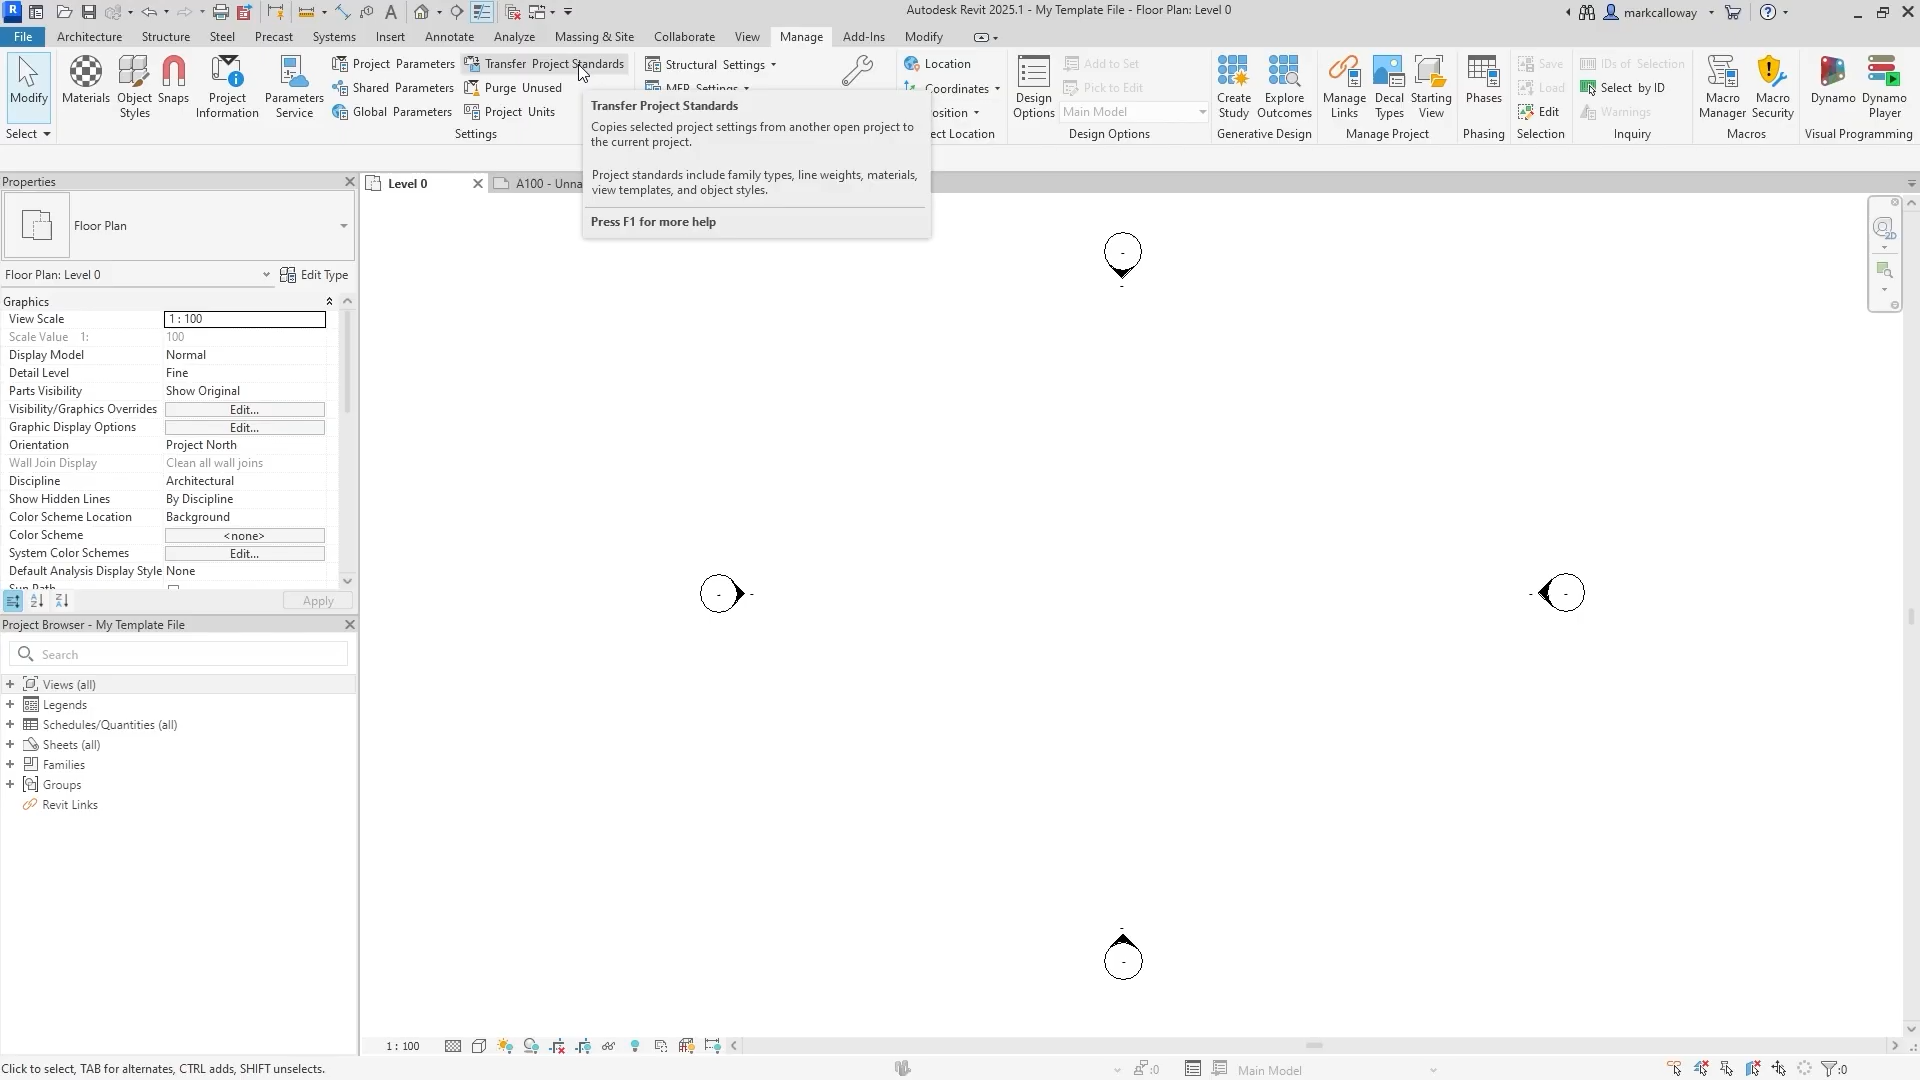 Autodesk Revit 2025.1 - My Template File - Floor Plan: Level 0
markcalloway
File
Architecture
Structure
Steel
Precast
Systems
Insert
Annotate
Analyze
Massing & Site
Collaborate
View
Manage
Add-Ins
Modify
Modify
Select
Materials
Object Styles
Snaps
Project Information
Parameters Service
Project Parameters
Shared Parameters
Global Parameters
Transfer Project Standards
Purge Unused
Project Units
Settings
Structural Settings
MEP Settings
Location
Coordinates
osition
ect Location
Design Options
Add to Set
Pick to Edit
Main Model
Design Options
Create Study
Explore Outcomes
Generative Design
Manage Links
Decal Types
Starting View
Manage Project
Phases
Phasing
Save
Load
Edit
Selection
IDs of Selection
Select by ID
Warnings
Inquiry
Macro Manager
Macro Security
Macros
Dynamo
Dynamo Player
Visual Programming
Transfer Project Standards
Copies selected project settings from another open project to
the current project.
Project standards include family types, line weights, materials,
view templates, and object styles.
Press F1 for more help
Properties
Level 0
A100 - Unna
Floor Plan
Floor Plan: Level 0
Edit Type
Graphics
View Scale 1 : 100
Scale Value 1: 100
Display Model Normal
Detail Level Fine
Parts Visibility Show Original
Visibility/Graphics Overrides Edit...
Graphic Display Options Edit...
Orientation Project North
Wall Join Display Clean all wall joins
Discipline Architectural
Show Hidden Lines By Discipline
Color Scheme Location Background
Color Scheme <none>
System Color Schemes Edit...
Default Analysis Display Style None
Sun Path
Apply
Project Browser - My Template File
Search
Views (all)
Legends
Schedules/Quantities (all)
Sheets (all)
Families
Groups
Revit Links
1 : 100
Click to select, TAB for alternates, CTRL adds, SHIFT unselects.
:0
Main Model
:0
2D